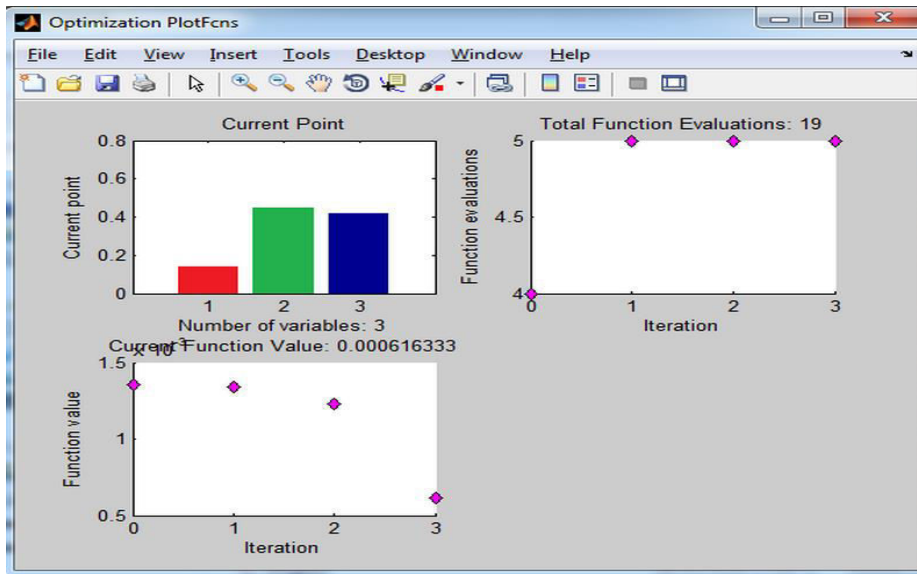 Optimization PlotFcns
File Edit View Insert Tools Desktop Window Help
Current Point
Current point
0.8
0.6
0.4
0.2
0
1 2 3
Number of variables: 3
Total Function Evaluations: 19
Function evaluations
5
4.5
4
0 1 2 3
Iteration
Current Function Value: 0.000616333
× 10⁻³
Function value
1.5
1
0.5
0 1 2 3
Iteration